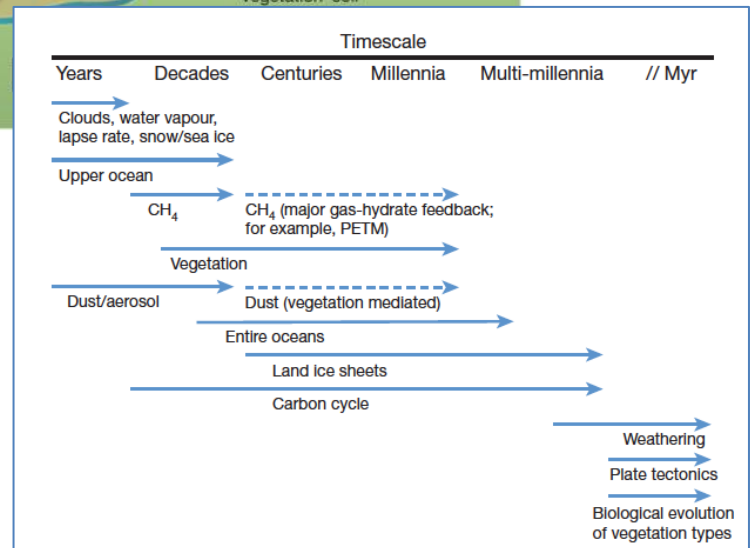 vegetation cell
Timescale
Years Decades Centuries Millennia Multi-millennia // Myr
Clouds, water vapour,
lapse rate, snow/sea ice
Upper ocean
CH₄
CH₄ (major gas-hydrate feedback;
for example, PETM)
Vegetation
Dust/aerosol
Dust (vegetation mediated)
Entire oceans
Land ice sheets
Carbon cycle
Weathering
Plate tectonics
Biological evolution
of vegetation types